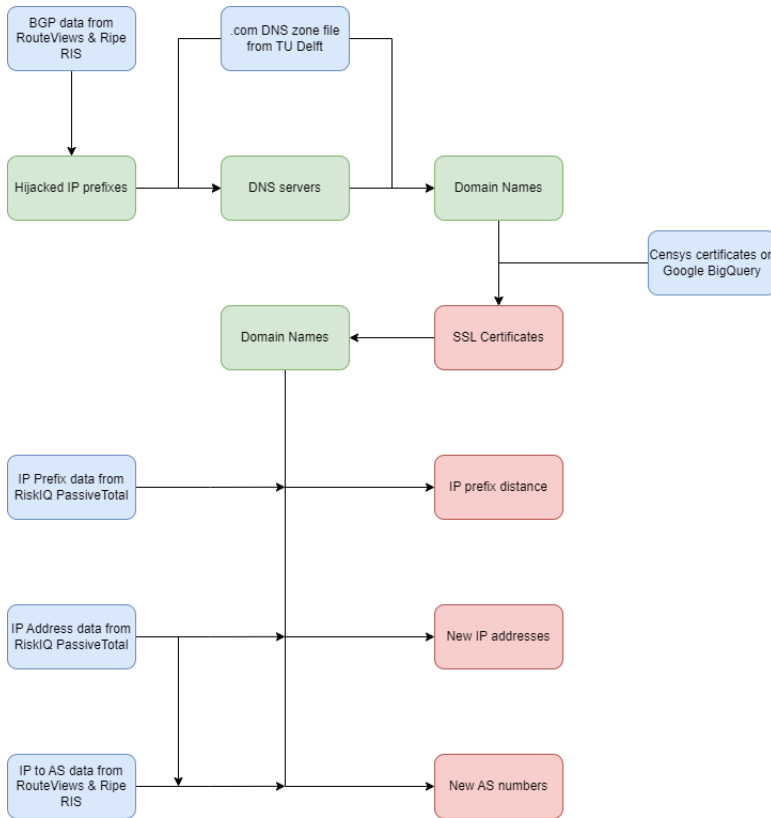 BGP data from
RouteViews & Ripe
RIS
.com DNS zone file
from TU Delft
Hijacked IP prefixes
DNS servers
Domain Names
Censys certificates on
Google BigQuery
Domain Names
SSL Certificates
IP Prefix data from
RiskIQ PassiveTotal
IP prefix distance
IP Address data from
RiskIQ PassiveTotal
New IP addresses
IP to AS data from
RouteViews & Ripe
RIS
New AS numbers